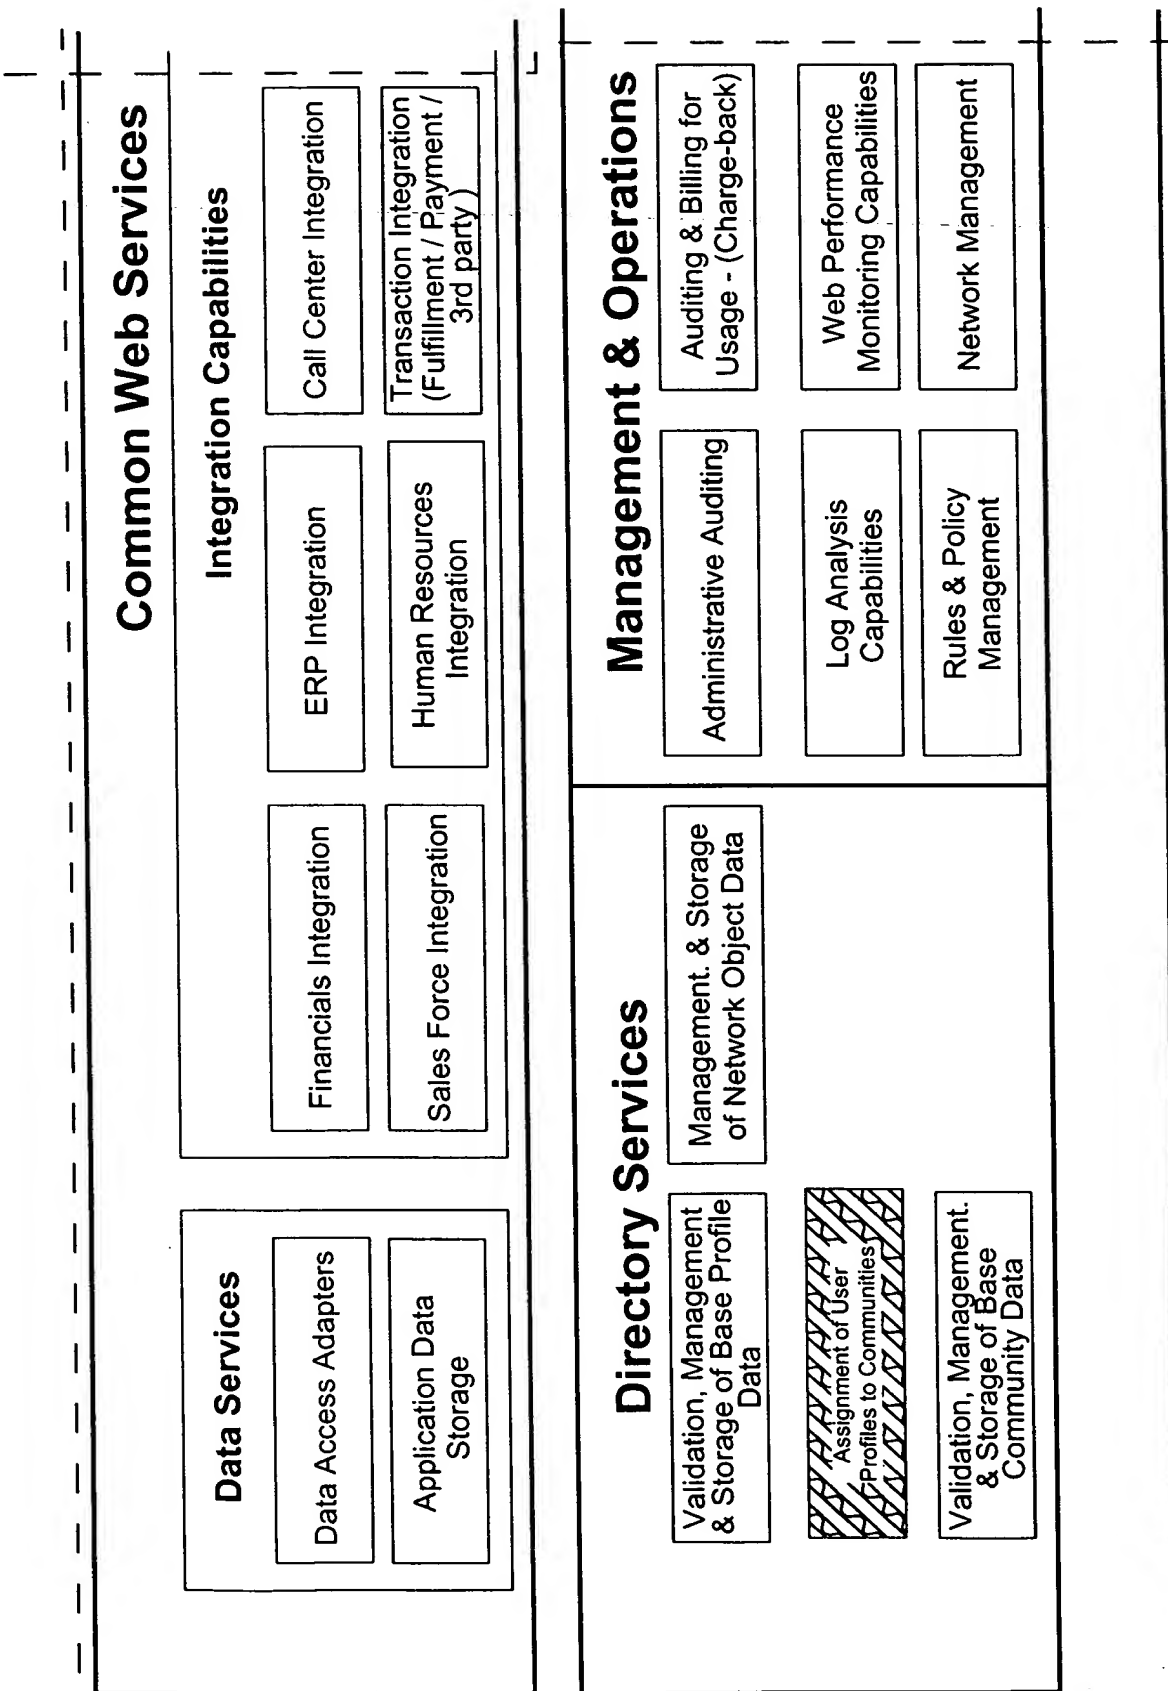 Common Web Services
Data Services
Data Access Adapters
Application Data
Storage
Integration Capabilities
Financials Integration
ERP Integration
Call Center Integration
Sales Force Integration
Human Resources
Integration
Transaction Integration
(Fulfillment / Payment /
3rd party )
Directory Services
Validation, Management
& Storage of Base Profile
Data
Management. & Storage
of Network Object Data
Assignment of User
Profiles to Communities
Validation, Management.
& Storage of Base
Community Data
Management & Operations
Administrative Auditing
Auditing & Billing for
Usage - (Charge-back)
Log Analysis
Capabilities
Web Performance
Monitoring Capabilities
Rules & Policy
Management
Network Management